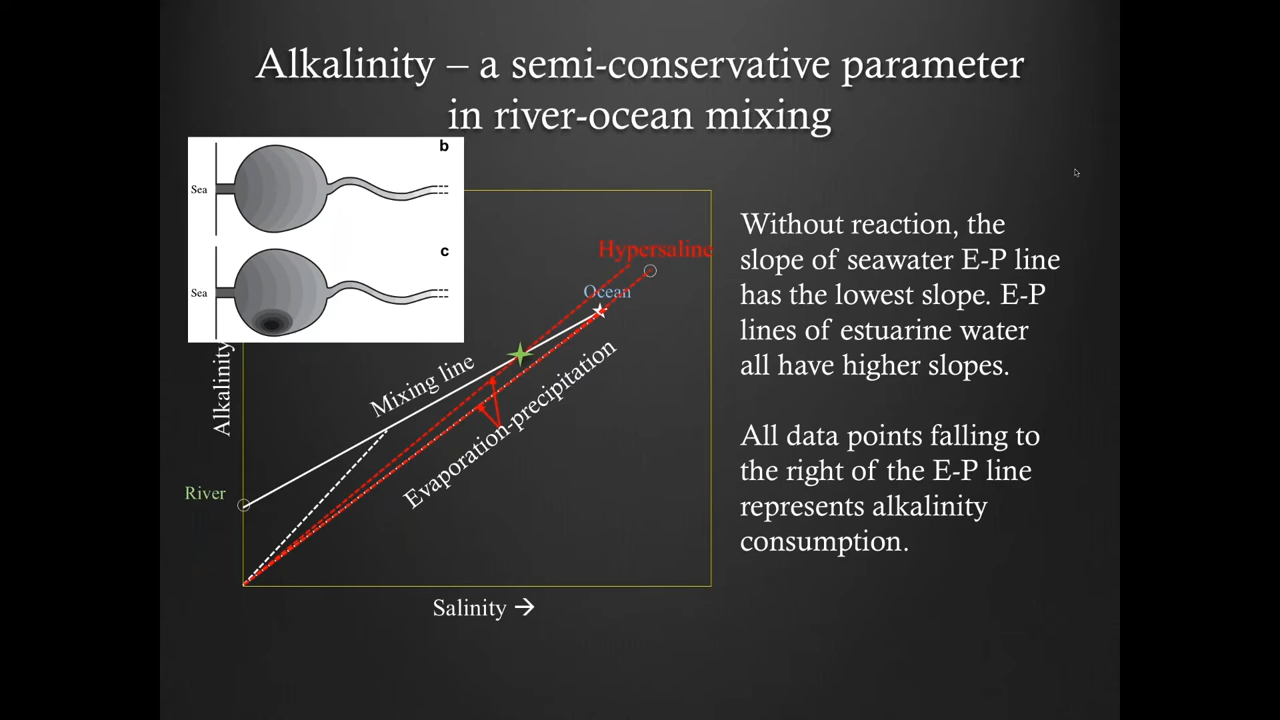 Alkalinity – a semi-conservative parameter
in river-ocean mixing
b
Sea
c
Sea
Hypersaline
Ocean
Mixing line
Evaporation-precipitation
Alkalinity
River
Salinity →
Without reaction, the
slope of seawater E-P line
has the lowest slope. E-P
lines of estuarine water
all have higher slopes.
All data points falling to
the right of the E-P line
represents alkalinity
consumption.